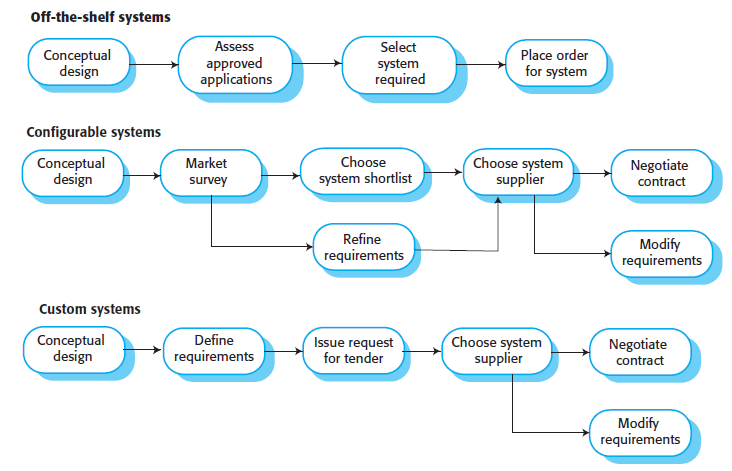 Off-the-shelf systems
Conceptual
design
Assess
approved
applications
Select
system
required
Place order
for system
Configurable systems
Conceptual
design
Market
survey
Choose
system shortlist
Choose system
supplier
Negotiate
contract
Refine
requirements
Modify
requirements
Custom systems
Conceptual
design
Define
requirements
Issue request
for tender
Choose system
supplier
Negotiate
contract
Modify
requirements